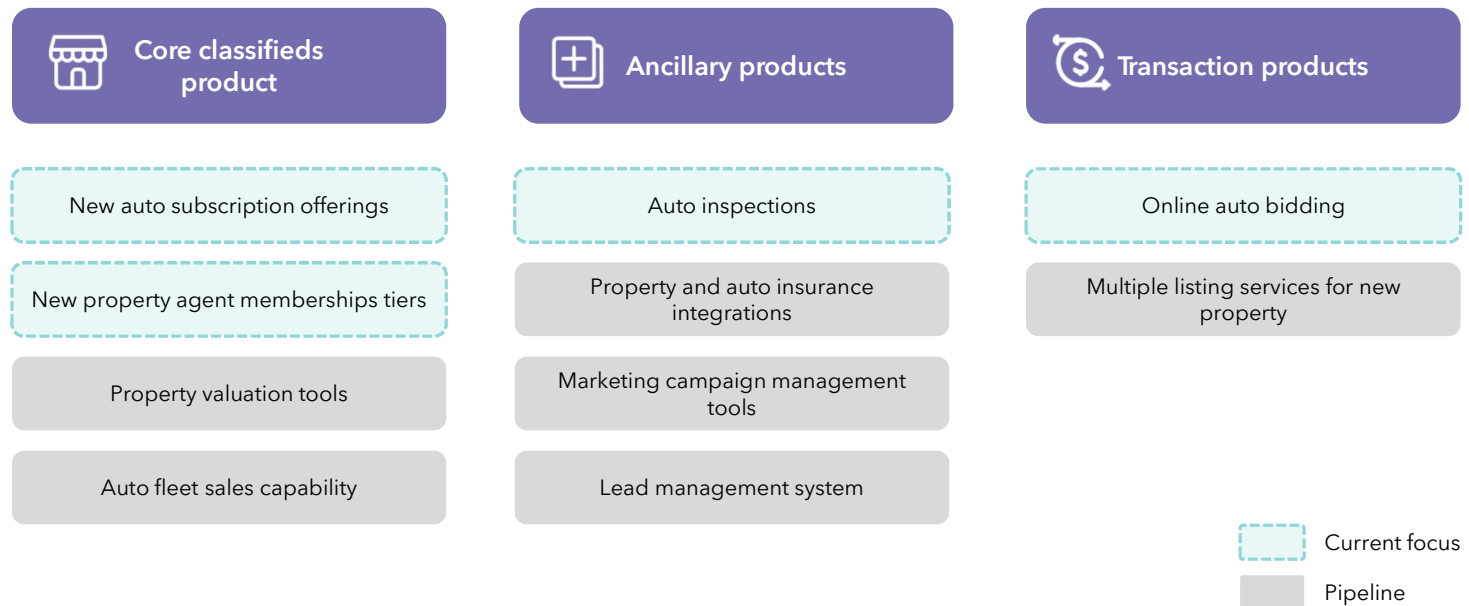 Core classifieds
product
Ancillary products
Transaction products
New auto subscription offerings
Auto inspections
Online auto bidding
New property agent memberships tiers
Property and auto insurance
integrations
Multiple listing services for new
property
Property valuation tools
Marketing campaign management
tools
Auto fleet sales capability
Lead management system
Current focus
Pipeline